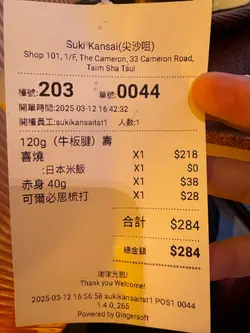 Suki Kansai(尖沙咀)
Shop 101, 1/F, The Cameron, 33 Cameron Road,
Tsim Sha Tsui
檯號:203 單號:0044
開單時間:2025-03-12 16:42:32
開檯員工:sukikansaitst1 人數:1
120g（牛板腱）壽
喜燒 X1 $218
:日本米飯 X1 $0
赤身 40g X1 $38
可爾必思梳打 X1 $28
合計 $284
總金額 $284
謝謝光臨!
Thank you Welcome!
2025-03-12 16:56:58 sukikansaitst1 POS1 0044
1.4.0_265
Powered by Gingersoft